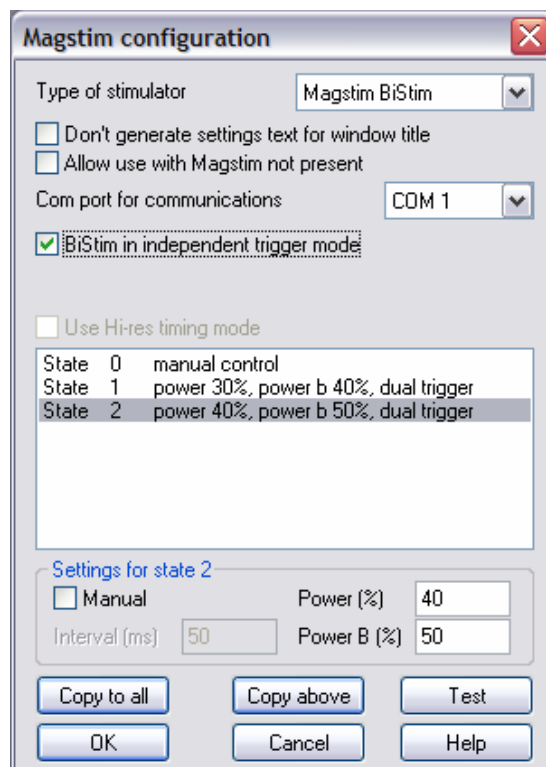 Magstim configuration
Type of stimulator Magstim BiStim
Don't generate settings text for window title
Allow use with Magstim not present
Com port for communications COM 1
BiStim in independent trigger mode
Use Hi-res timing mode
State 0 manual control
State 1 power 30%, power b 40%, dual trigger
State 2 power 40%, power b 50%, dual trigger
Settings for state 2
Manual Power (%) 40
Interval (ms) 50 Power B (%) 50
Copy to all Copy above Test
OK Cancel Help